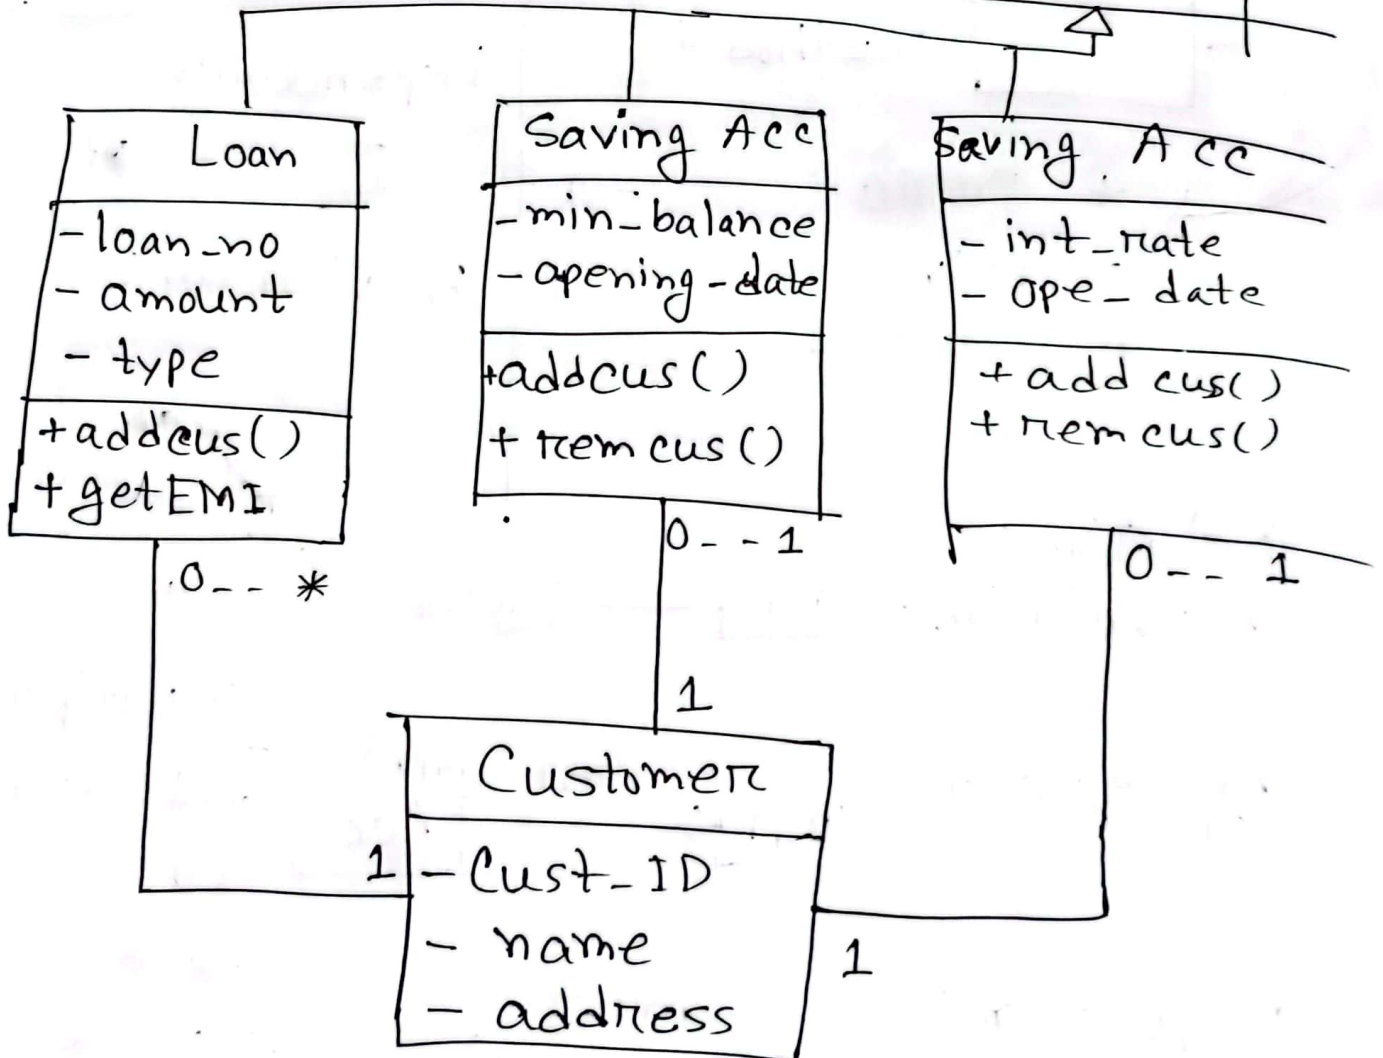 Loan
-loan_no
- amount
- type
+addcus()
+getEMI
0-- *
Saving Acc
-min_balance
-opening-date
+addcus()
+ remcus()
0--1
Saving Acc
- int_rate
- ope_date
+ add cus()
+ remcus()
0-- 1
1
Customer
1
- Cust_ID
- name
- address
1